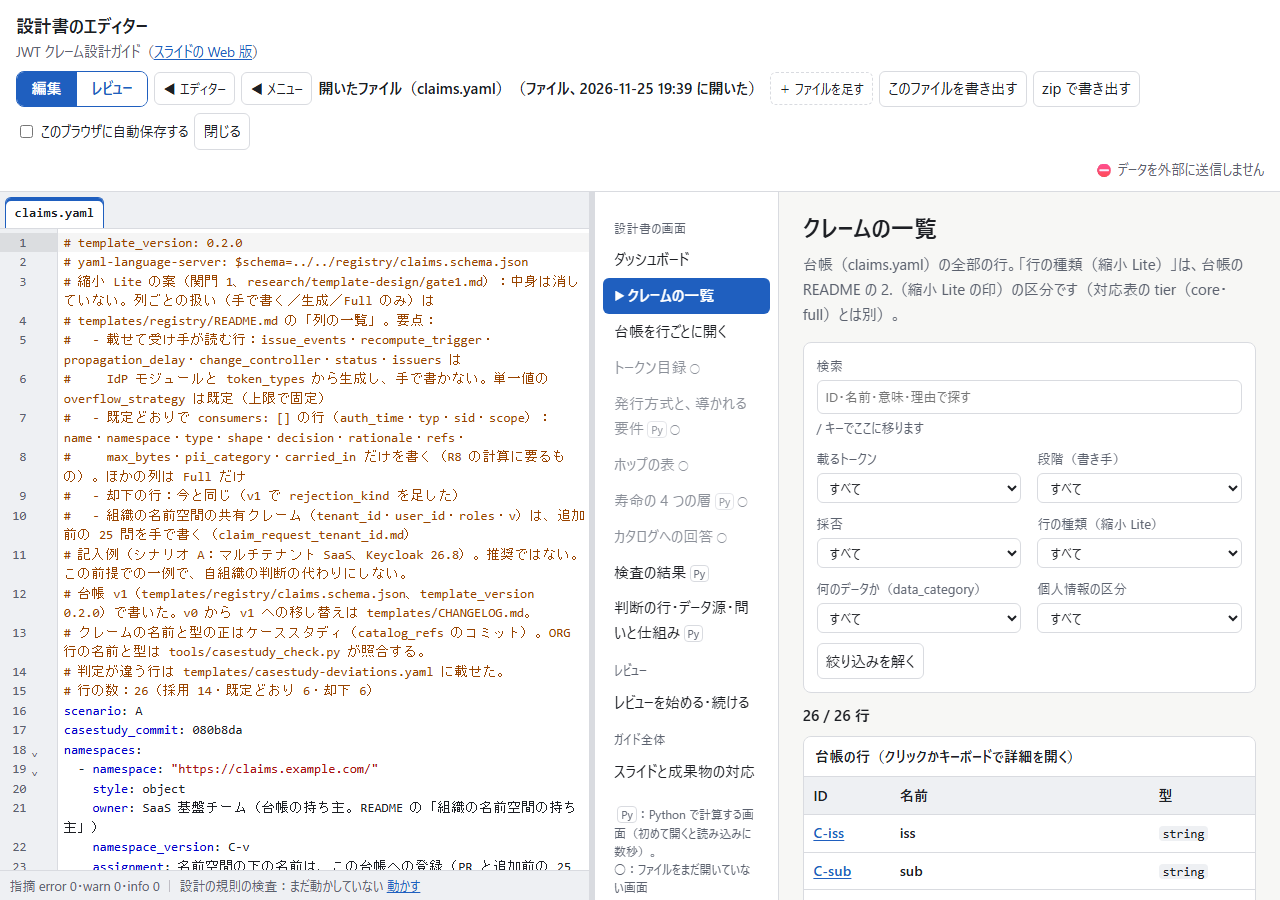 設計書のエディター
JWT クレーム設計ガイド（スライドの Web 版）
編集 レビュー ◀ エディター ◀ メニュー 開いたファイル（claims.yaml）（ファイル、2026-11-25 19:39 に開いた） ＋ ファイルを足す このファイルを書き出す zip で書き出す
このブラウザに自動保存する 閉じる
⛔ データを外部に送信しません
claims.yaml
1 # template_version: 0.2.0
2 # yaml-language-server: $schema=../../registry/claims.schema.json
3 # 縮小 Lite の案（関門 1、research/template-design/gate1.md）：中身は消し
ていない。列ごとの扱い（手で書く／生成／Full のみ）は
4 # templates/registry/README.md の「列の一覧」。要点：
5 #   - 載せて受け手が読む行：issue_events・recompute_trigger・
propagation_delay・change_controller・status・issuers は
6 #     IdP モジュールと token_types から生成し、手で書かない。単一値の
overflow_strategy は既定（上限で固定）
7 #   - 既定どおりで consumers: [] の行（auth_time・typ・sid・scope）：
name・namespace・type・shape・decision・rationale・refs・
8 #     max_bytes・pii_category・carried_in だけを書く（R8 の計算に要るも
の）。ほかの列は Full だけ
9 #   - 却下の行：今と同じ（v1 で rejection_kind を足した）
10 #   - 組織の名前空間の共有クレーム（tenant_id・user_id・roles・v）は、追加
前の 25 問を手で書く（claim_request_tenant_id.md）
11 # 記入例（シナリオ A：マルチテナント SaaS、Keycloak 26.8）。推奨ではない。
この前提での一例で、自組織の判断の代わりにしない。
12 # 台帳 v1（templates/registry/claims.schema.json、template_version
0.2.0）で書いた。v0 から v1 への移し替えは templates/CHANGELOG.md。
13 # クレームの名前と型の正はケーススタディ（catalog_refs のコミット）。ORG
行の名前と型は tools/casestudy_check.py が照合する。
14 # 判定が違う行は templates/casestudy-deviations.yaml に載せた。
15 # 行の数：26（採用 14・既定どおり 6・却下 6）
16 scenario: A
17 casestudy_commit: 080b8da
18 namespaces:
19   - namespace: "https://claims.example.com/"
20     style: object
21     owner: SaaS 基盤チーム（台帳の持ち主。README の「組織の名前空間の持ち
主」）
22     namespace_version: C-v
23     assignment: 名前空間の下の名前は、この台帳への登録（PR と追加前の 25
指摘 error 0・warn 0・info 0 | 設計の規則の検査：まだ動かしていない 動かす
設計書の画面
ダッシュボード
▶ クレームの一覧
台帳を行ごとに開く
トークン目録 ○
発行方式と、導かれる
要件 Py ○
ホップの表 ○
寿命の 4 つの層 Py ○
カタログへの回答 ○
検査の結果 Py
判断の行・データ源・問
いと仕組み Py
レビュー
レビューを始める・続ける
ガイド全体
スライドと成果物の対応
Py：Python で計算する画
面（初めて開くと読み込みに
数秒）。
○：ファイルをまだ開いていな
い画面
クレームの一覧
台帳（claims.yaml）の全部の行。「行の種類（縮小 Lite）」は、台帳の
README の 2.（縮小 Lite の印）の区分です（対応表の tier（core・
full）とは別）。
検索
ID・名前・意味・理由で探す
/ キーでここに移ります
載るトークン 段階（書き手）
すべて すべて
採否 行の種類（縮小 Lite）
すべて すべて
何のデータか（data_category） 個人情報の区分
すべて すべて
絞り込みを解く
26 / 26 行
台帳の行（クリックかキーボードで詳細を開く）
ID 名前 型
C-iss iss string
C-sub sub string